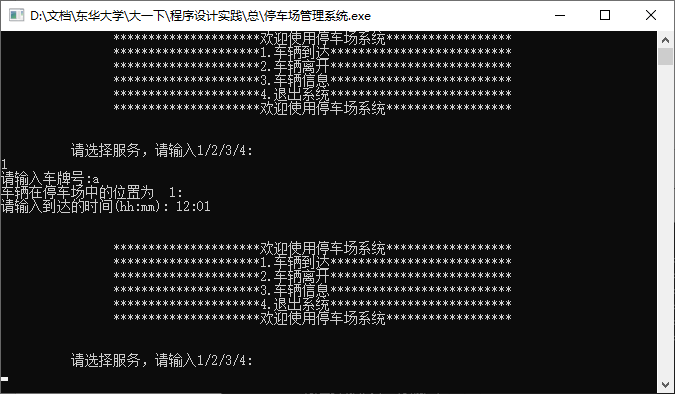 D:\文档\东华大学\大一下\程序设计实践\总\停车场管理系统.exe
*********************欢迎使用停车场系统******************
*********************1.车辆到达**************************
*********************2.车辆离开**************************
*********************3.车辆信息**************************
*********************4.退出系统**************************
*********************欢迎使用停车场系统******************
请选择服务，请输入1/2/3/4:
1
请输入车牌号:a
车辆在停车场中的位置为  1:
请输入到达的时间(hh:mm): 12:01
*********************欢迎使用停车场系统******************
*********************1.车辆到达**************************
*********************2.车辆离开**************************
*********************3.车辆信息**************************
*********************4.退出系统**************************
*********************欢迎使用停车场系统******************
请选择服务，请输入1/2/3/4: